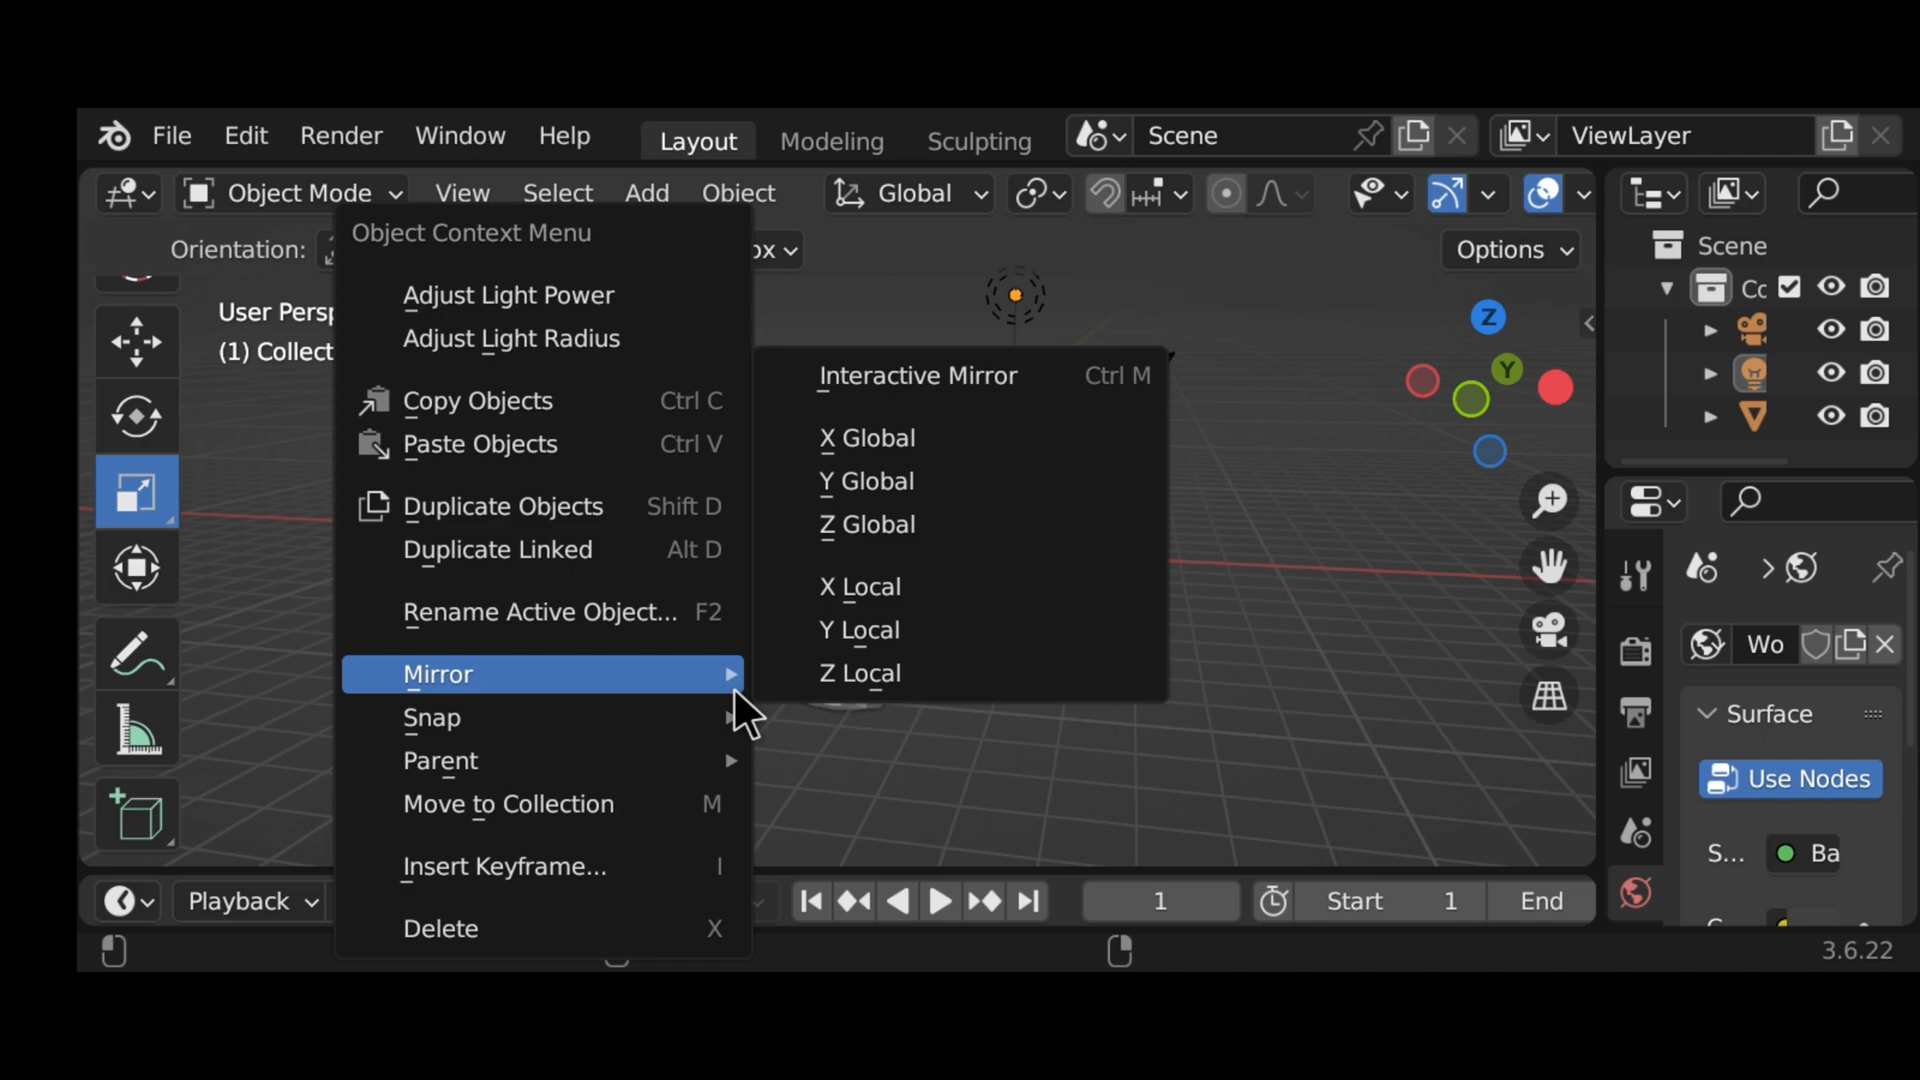 File Edit Render Window Help Layout Modeling Sculpting Scene ViewLayer
Object Mode View Select Add Object Global
Orientation: Options
Object Context Menu
User Persp
(1) Collect
Adjust Light Power
Adjust Light Radius
Copy Objects Ctrl C
Paste Objects Ctrl V
Duplicate Objects Shift D
Duplicate Linked Alt D
Rename Active Object... F2
Mirror
Snap
Parent
Move to Collection M
Insert Keyframe... I
Delete X
Interactive Mirror Ctrl M
X Global
Y Global
Z Global
X Local
Y Local
Z Local
Z
Y
Scene
Wo
Surface
Use Nodes
S... Ba
Playback 1 Start 1 End
3.6.22